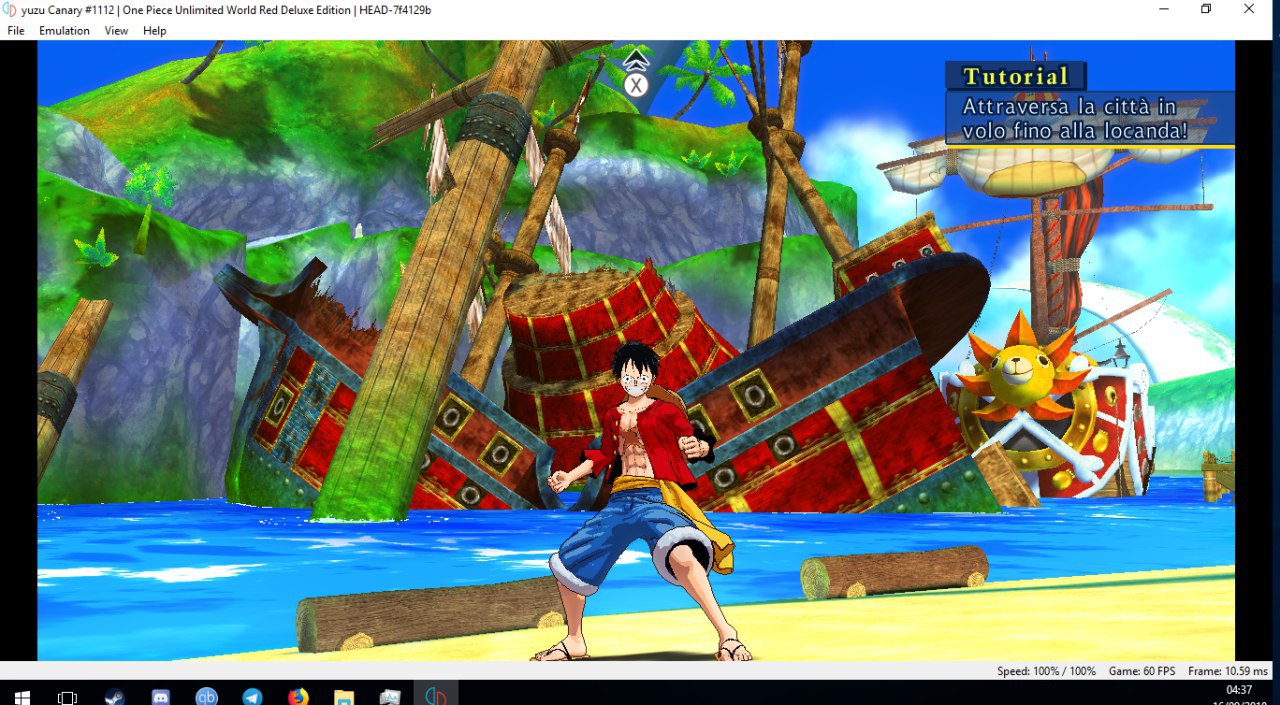 yuzu Canary #1112 | One Piece Unlimited World Red Deluxe Edition | HEAD-7f4129b
File Emulation View Help
X
Tutorial
Attraversa la città in
volo fino alla locanda!
Speed: 100% / 100% Game: 60 FPS Frame: 10.59 ms
qb
04:37